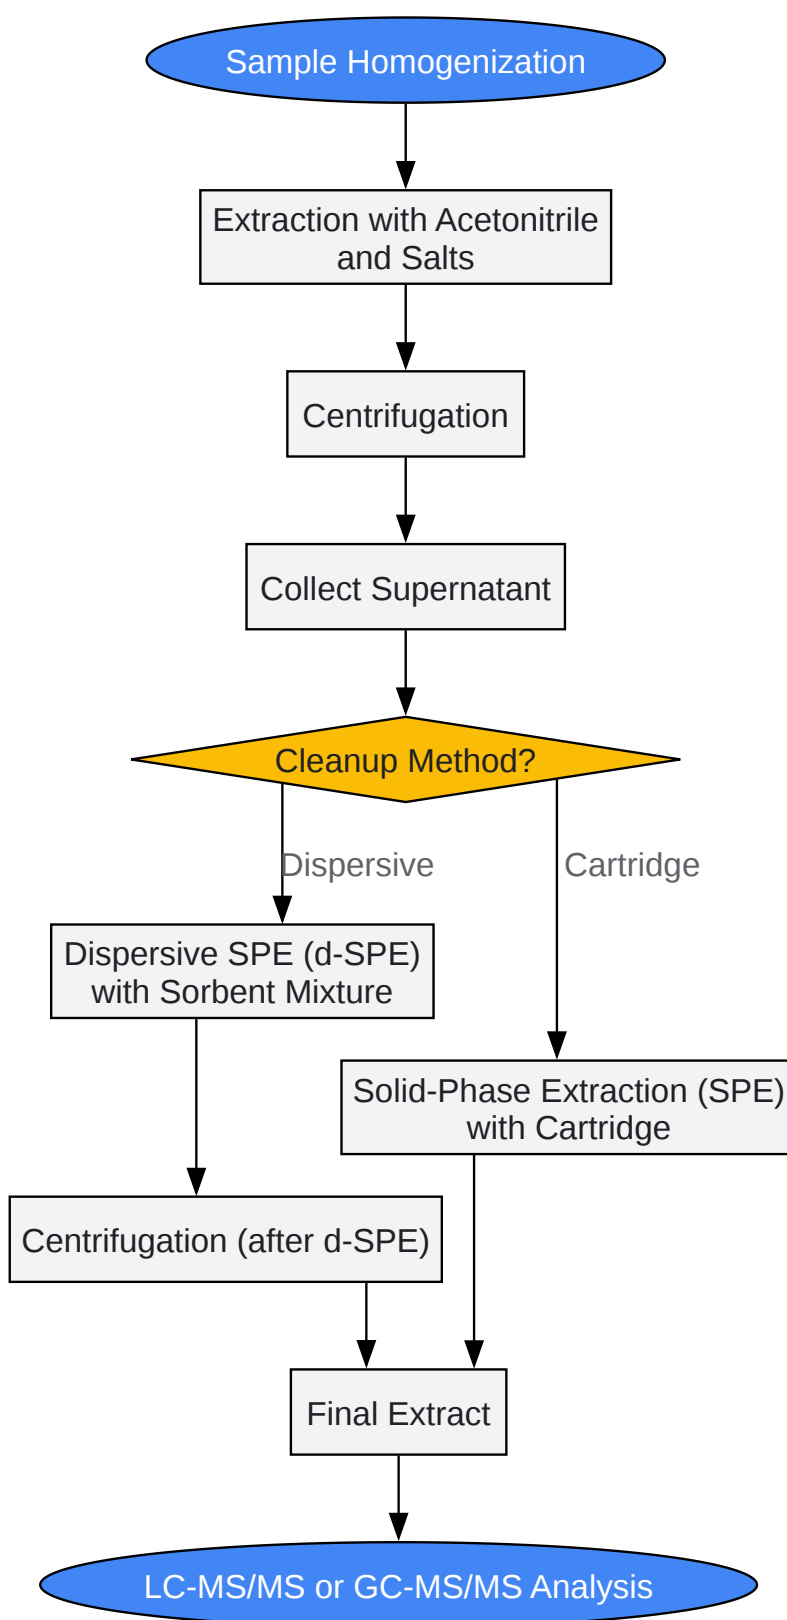 Sample Homogenization
Extraction with Acetonitrile
and Salts
Centrifugation
Collect Supernatant
Cleanup Method?
Dispersive
Cartridge
Dispersive SPE (d-SPE)
with Sorbent Mixture
Solid-Phase Extraction (SPE)
with Cartridge
Centrifugation (after d-SPE)
Final Extract
LC-MS/MS or GC-MS/MS Analysis